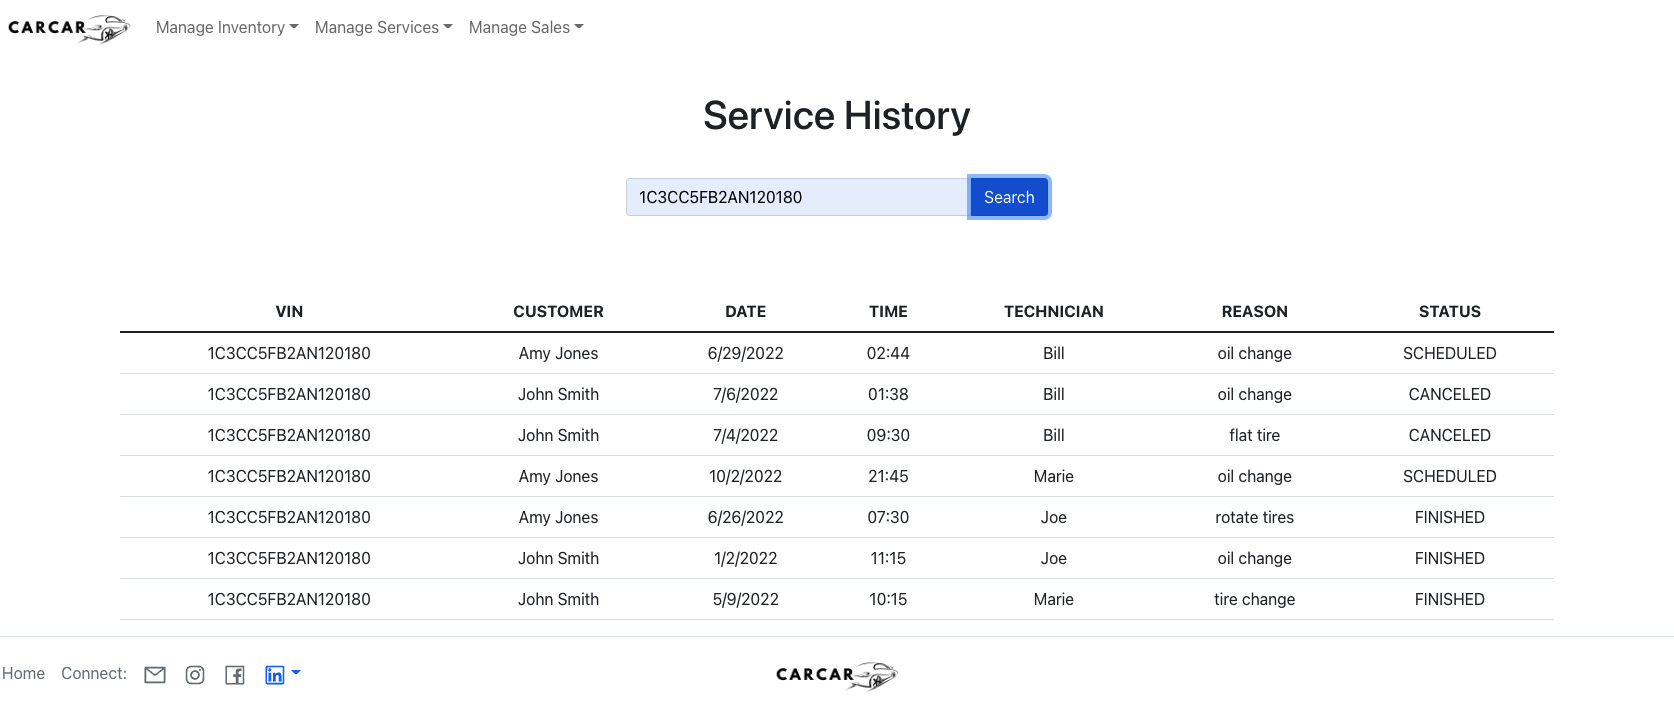 CARCAR Manage Inventory Manage Services Manage Sales
Service History
1C3CC5FB2AN120180 Search
VIN CUSTOMER DATE TIME TECHNICIAN REASON STATUS
1C3CC5FB2AN120180 Amy Jones 6/29/2022 02:44 Bill oil change SCHEDULED
1C3CC5FB2AN120180 John Smith 7/6/2022 01:38 Bill oil change CANCELED
1C3CC5FB2AN120180 John Smith 7/4/2022 09:30 Bill flat tire CANCELED
1C3CC5FB2AN120180 Amy Jones 10/2/2022 21:45 Marie oil change SCHEDULED
1C3CC5FB2AN120180 Amy Jones 6/26/2022 07:30 Joe rotate tires FINISHED
1C3CC5FB2AN120180 John Smith 1/2/2022 11:15 Joe oil change FINISHED
1C3CC5FB2AN120180 John Smith 5/9/2022 10:15 Marie tire change FINISHED
Home Connect: CARCAR